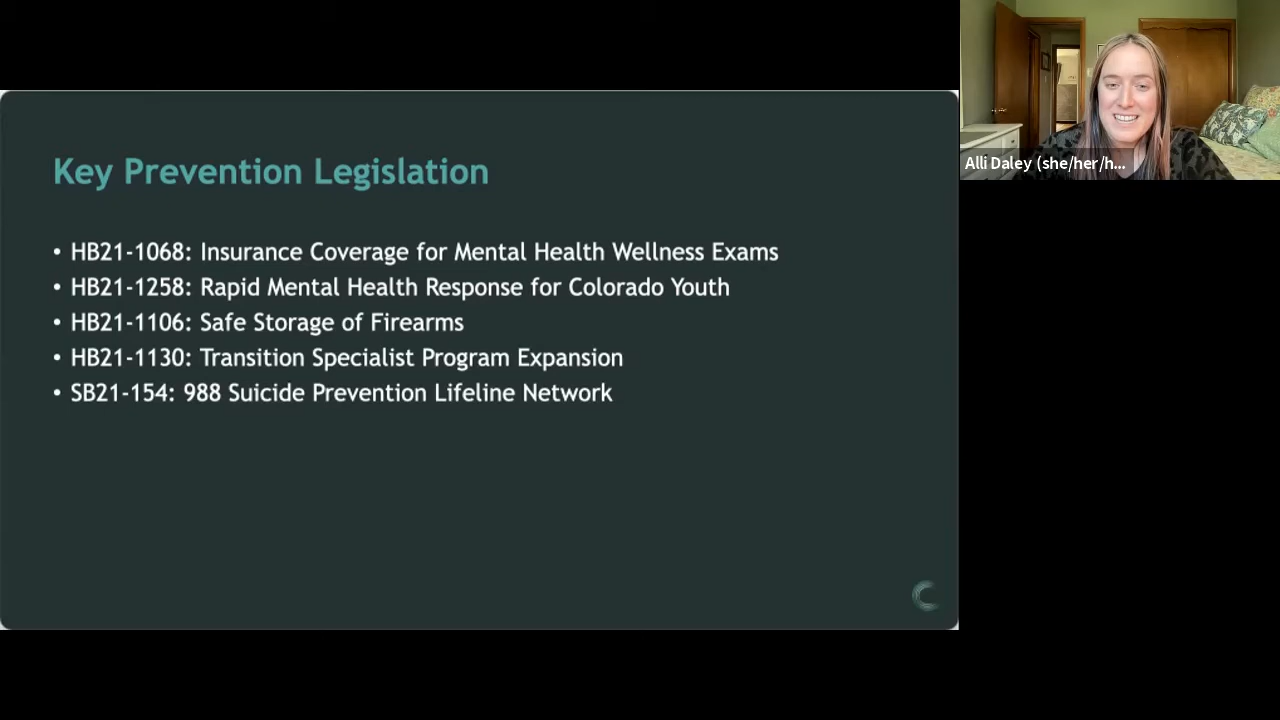 Key Prevention Legislation
• HB21-1068: Insurance Coverage for Mental Health Wellness Exams
• HB21-1258: Rapid Mental Health Response for Colorado Youth
• HB21-1106: Safe Storage of Firearms
• HB21-1130: Transition Specialist Program Expansion
• SB21-154: 988 Suicide Prevention Lifeline Network
Alli Daley (she/her/h...